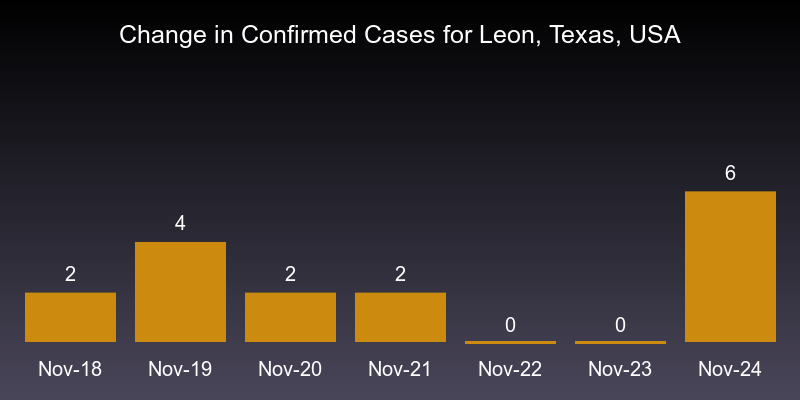 Change in Confirmed Cases for Leon, Texas, USA
6
4
2 2 2
0 0
Nov-18 Nov-19 Nov-20 Nov-21 Nov-22 Nov-23 Nov-24